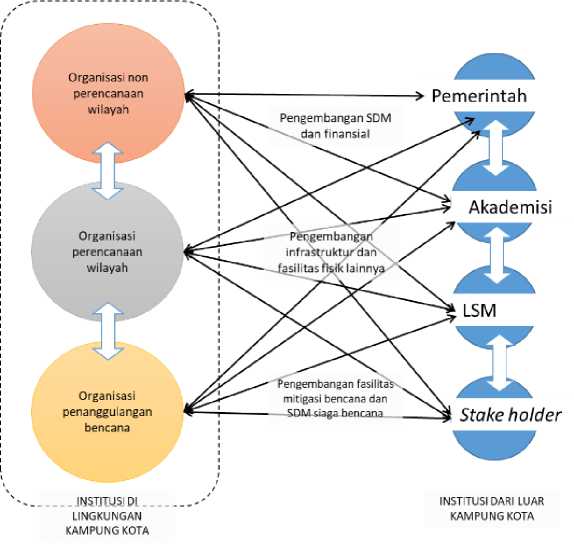 Organisasi non
perencanaan
wilayah
Pemerintah
Pengembangan SDM
dan finansial
Akademisi
Organisasi
perencanaan
wilayah
Pengembangan
infrastruktur dan
fasilitas fisik lainnya
LSM
Organisasi
penanggulangan
bencana
Pengembangan fasilitas
mitigasi bencana dan
SDM siaga bencana
Stake holder
INSTITUSI DI
LINGKUNGAN
KAMPUNG KOTA
INSTITUSI DARI LUAR
KAMPUNG KOTA